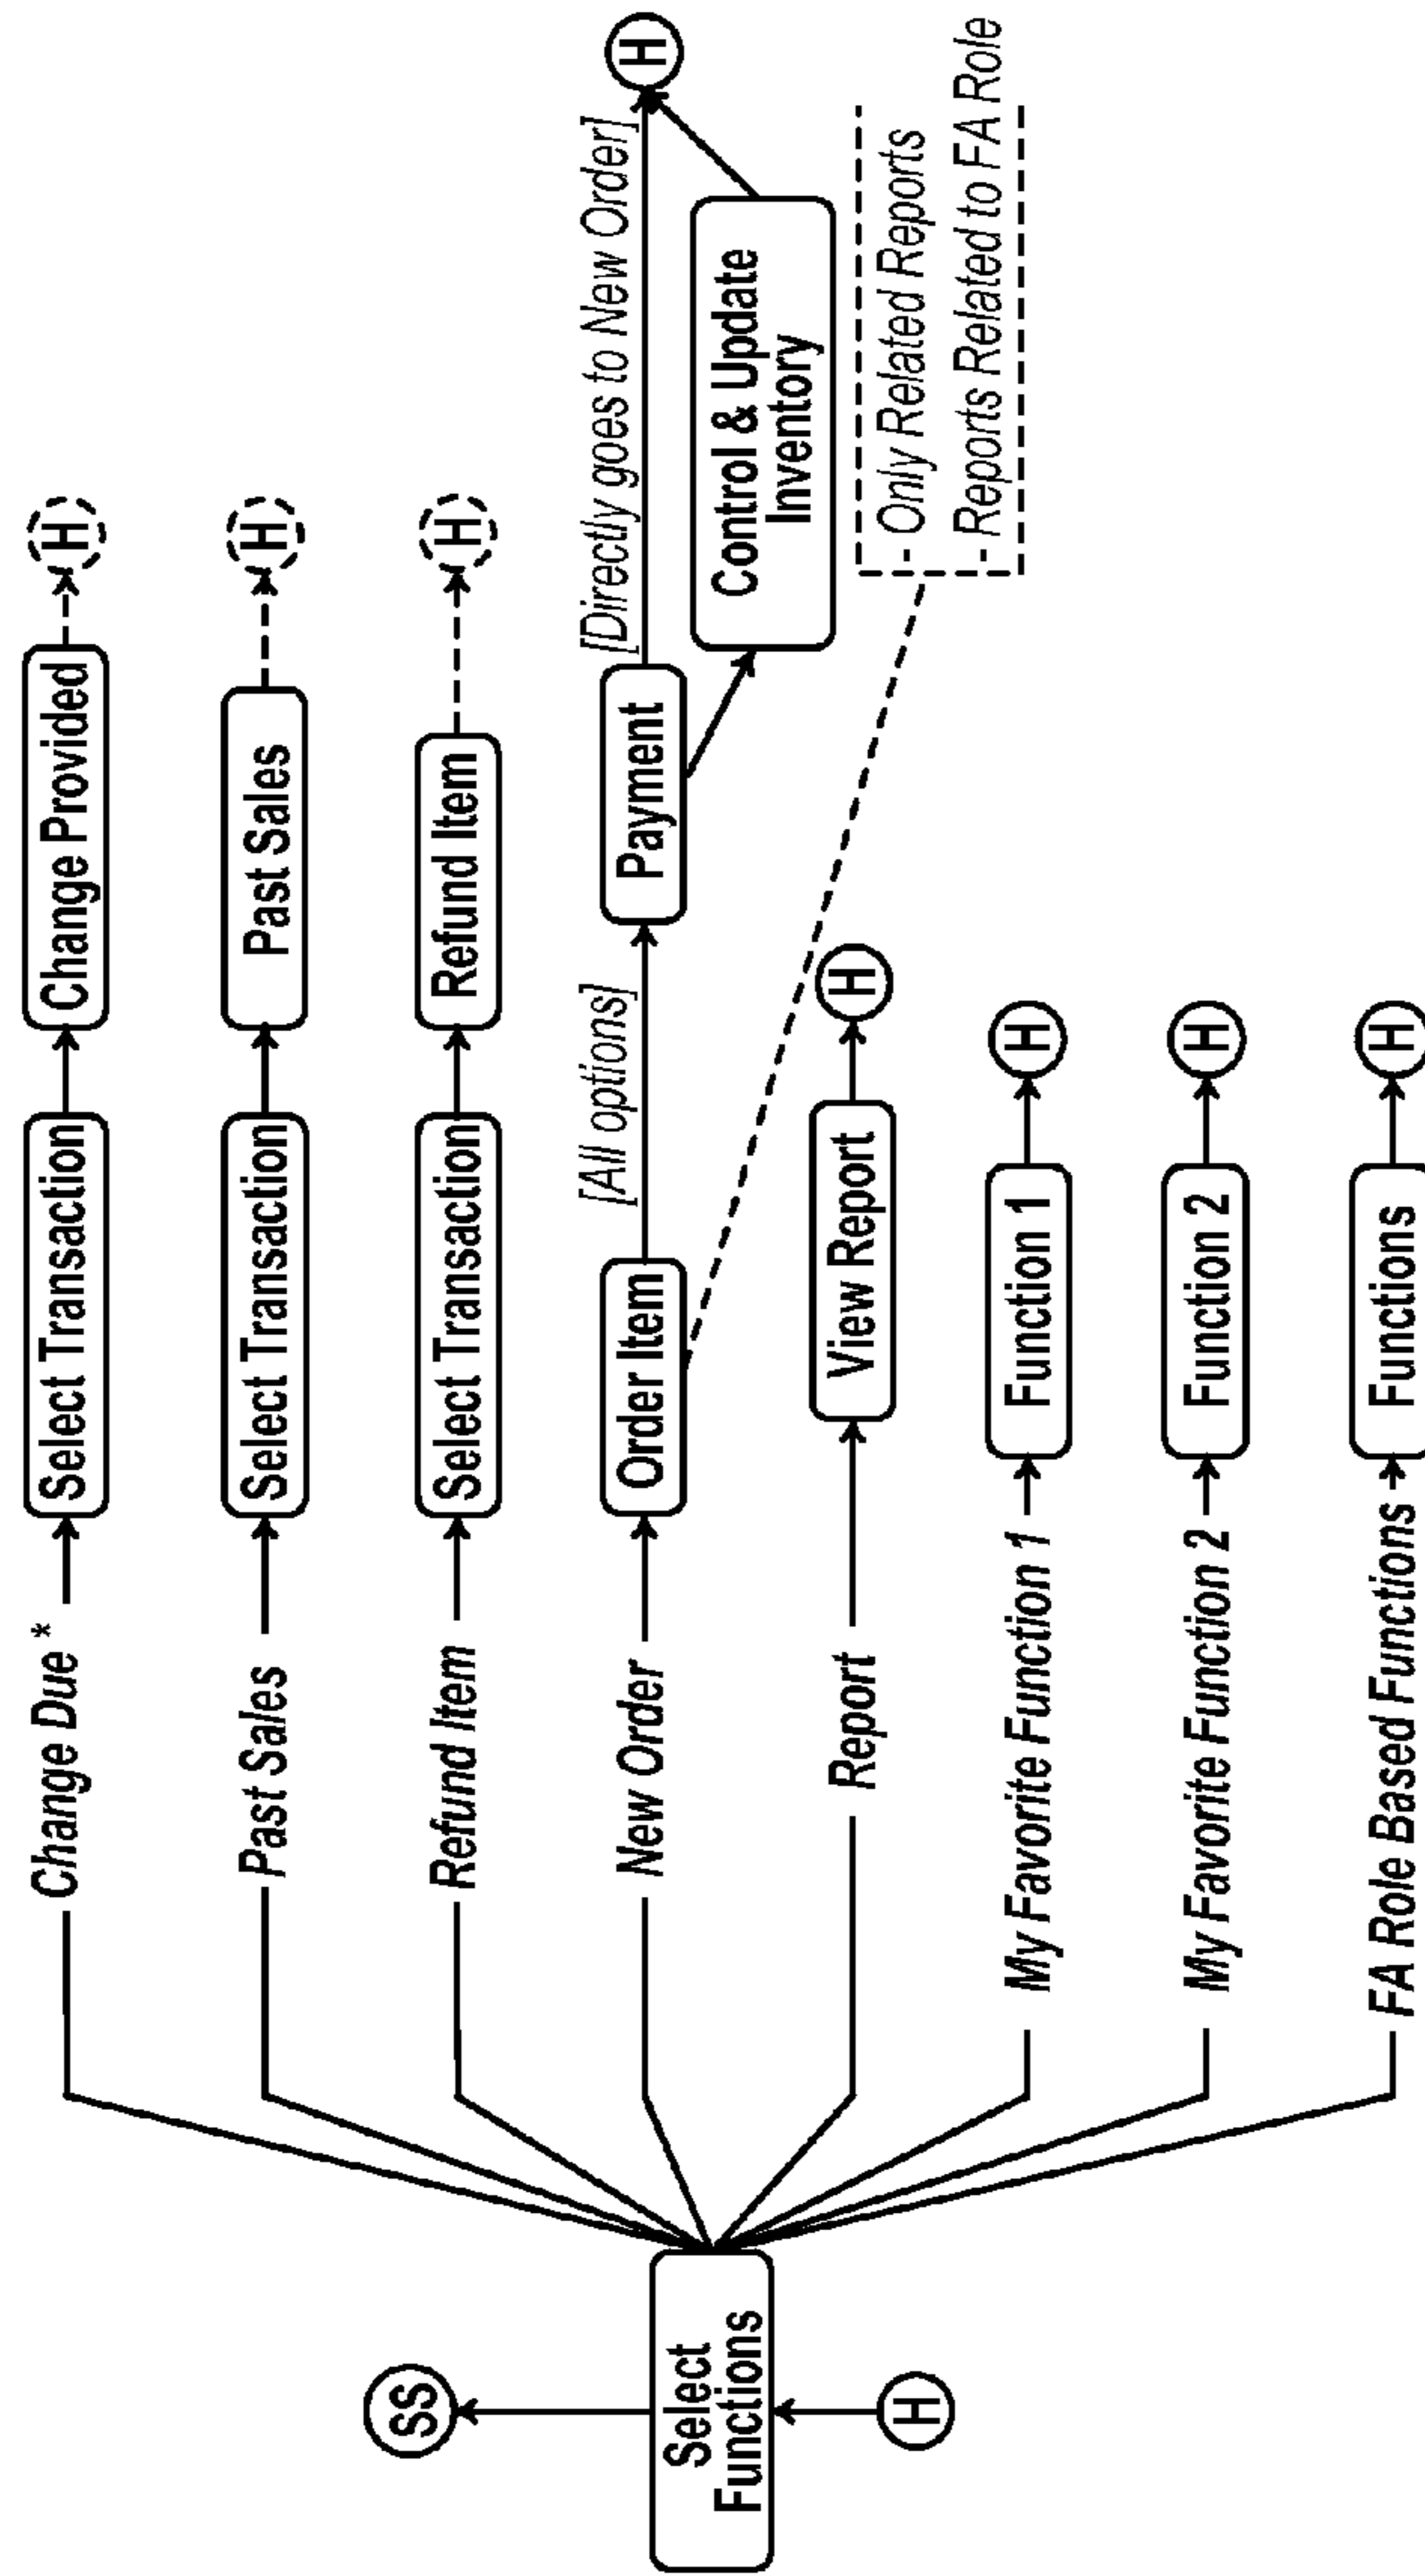 SS
Select
Functions
H
Change Due*
Select Transaction
Change Provided
H
Past Sales
Select Transaction
Past Sales
H
Refund Item
Select Transaction
Refund Item
H
New Order
Order Item
[All options]
Payment
[Directly goes to New Order]
H
Control & Update
Inventory
- Only Related Reports
- Reports Related to FA Role
Report
View Report
H
My Favorite Function 1
Function 1
H
My Favorite Function 2
Function 2
H
FA Role Based Functions
Functions
H